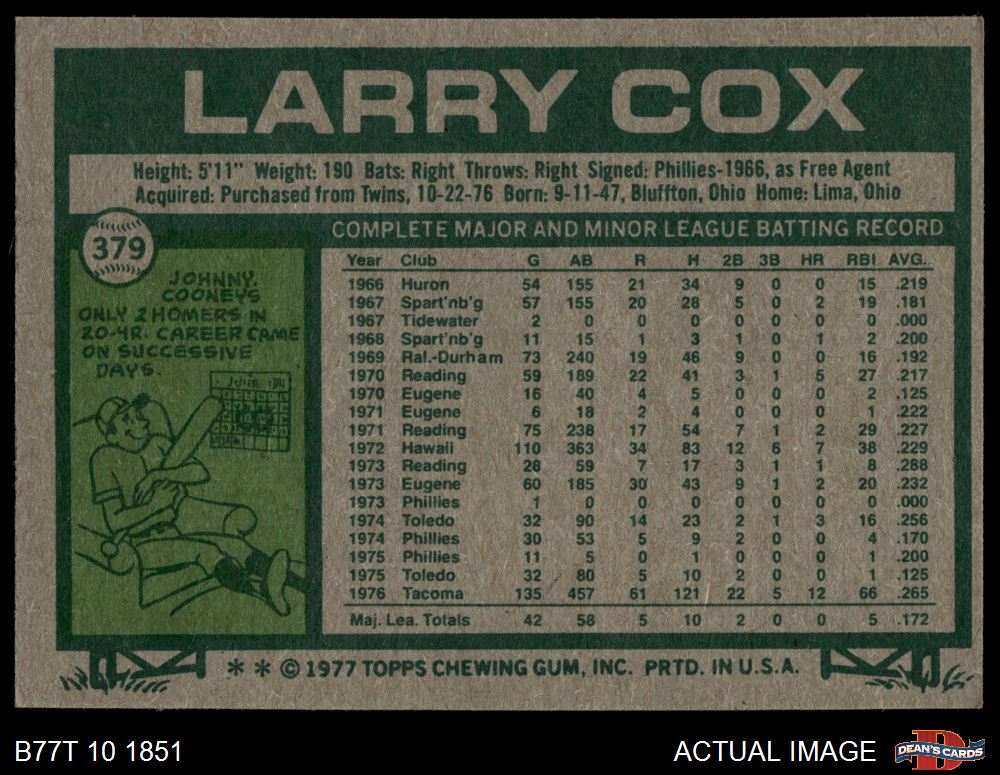 LARRY COX
Height: 5'11" Weight: 190 Bats: Right Throws: Right Signed: Phillies-1966, as Free Agent
Acquired: Purchased from Twins, 10-22-76 Born: 9-11-47, Bluffton, Ohio Home: Lima, Ohio
379
JOHNNY
COONEYS
ONLY 2 HOMERS IN
20-YR. CAREER CAME
ON SUCCESSIVE
DAYS.
COMPLETE MAJOR AND MINOR LEAGUE BATTING RECORD
Year Club G AB R H 2B 3B HR RBI AVG.
1966 Huron 54 155 21 34 9 0 0 15 .219
1967 Spart'nb'g 57 155 20 28 5 0 2 19 .181
1967 Tidewater 2 0 0 0 0 0 0 0 .000
1968 Spart'nb'g 11 15 1 3 1 0 1 2 .200
1969 Ral.-Durham 73 240 19 46 9 0 0 16 .192
1970 Reading 59 189 22 41 3 1 5 27 .217
1970 Eugene 16 40 4 5 0 0 0 2 .125
1971 Eugene 6 18 2 4 0 0 0 1 .222
1971 Reading 75 238 17 54 7 1 2 29 .227
1972 Hawaii 110 363 34 83 12 6 7 38 .229
1973 Reading 28 59 7 17 3 1 1 8 .288
1973 Eugene 60 185 30 43 9 1 2 20 .232
1973 Phillies 1 0 0 0 0 0 0 0 .000
1974 Toledo 32 90 14 23 2 1 3 16 .256
1974 Phillies 30 53 5 9 2 0 0 4 .170
1975 Phillies 11 5 0 1 0 0 0 1 .200
1975 Toledo 32 80 5 10 2 0 0 1 .125
1976 Tacoma 135 457 61 121 22 5 12 66 .265
Maj. Lea. Totals 42 58 5 10 2 0 0 5 .172
* * © 1977 TOPPS CHEWING GUM, INC. PRTD. IN U.S.A.
B77T 10 1851
ACTUAL IMAGE
DEAN'S CARDS